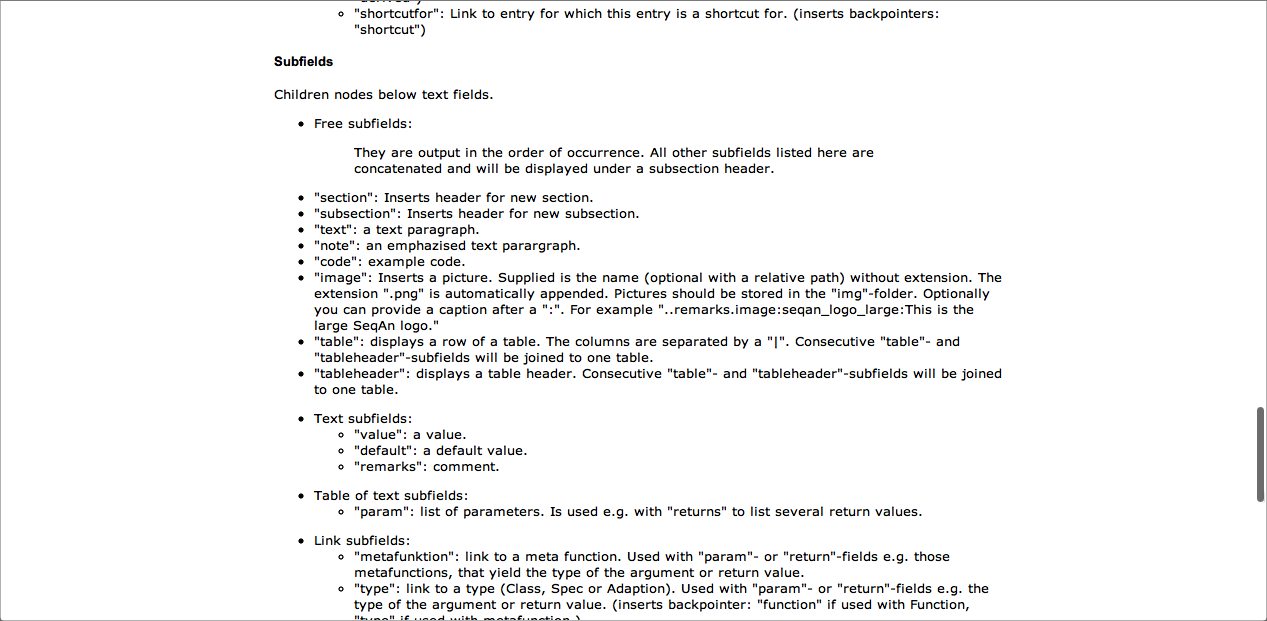 "shortcutfor": Link to entry for which this entry is a shortcut for. (inserts backpointers:
"shortcut")
Subfields
Children nodes below text fields.
Free subfields:
They are output in the order of occurrence. All other subfields listed here are
concatenated and will be displayed under a subsection header.
"section": Inserts header for new section.
"subsection": Inserts header for new subsection.
"text": a text paragraph.
"note": an emphazised text parargraph.
"code": example code.
"image": Inserts a picture. Supplied is the name (optional with a relative path) without extension. The
extension ".png" is automatically appended. Pictures should be stored in the "img"-folder. Optionally
you can provide a caption after a ":". For example "..remarks.image:seqan_logo_large:This is the
large SeqAn logo."
"table": displays a row of a table. The columns are separated by a "|". Consecutive "table"- and
"tableheader"-subfields will be joined to one table.
"tableheader": displays a table header. Consecutive "table"- and "tableheader"-subfields will be joined
to one table.
Text subfields:
"value": a value.
"default": a default value.
"remarks": comment.
Table of text subfields:
"param": list of parameters. Is used e.g. with "returns" to list several return values.
Link subfields:
"metafunktion": link to a meta function. Used with "param"- or "return"-fields e.g. those
metafunctions, that yield the type of the argument or return value.
"type": link to a type (Class, Spec or Adaption). Used with "param"- or "return"-fields e.g. the
type of the argument or return value. (inserts backpointer: "function" if used with Function,
"type" if used with metafunction.)